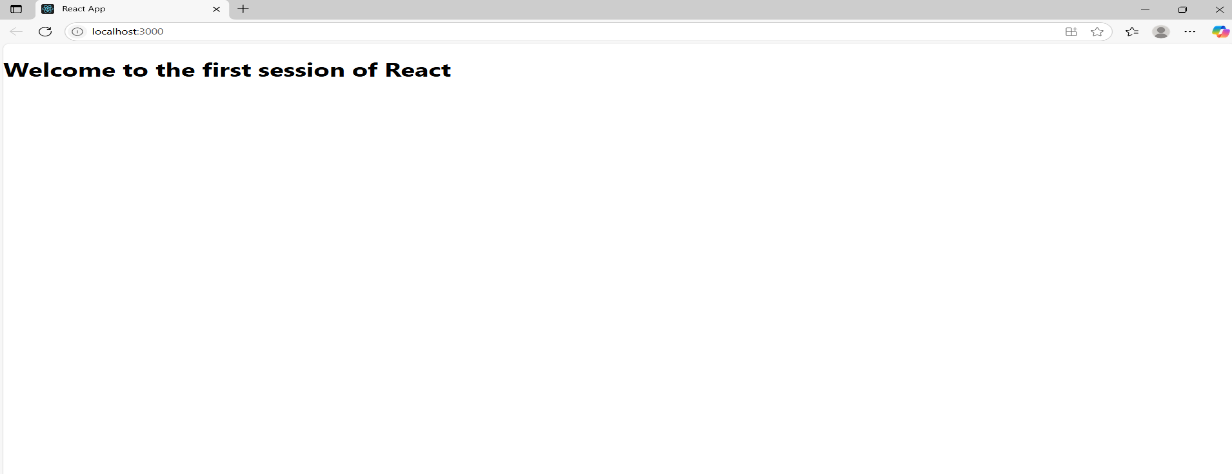 React App
localhost:3000
Welcome to the first session of React